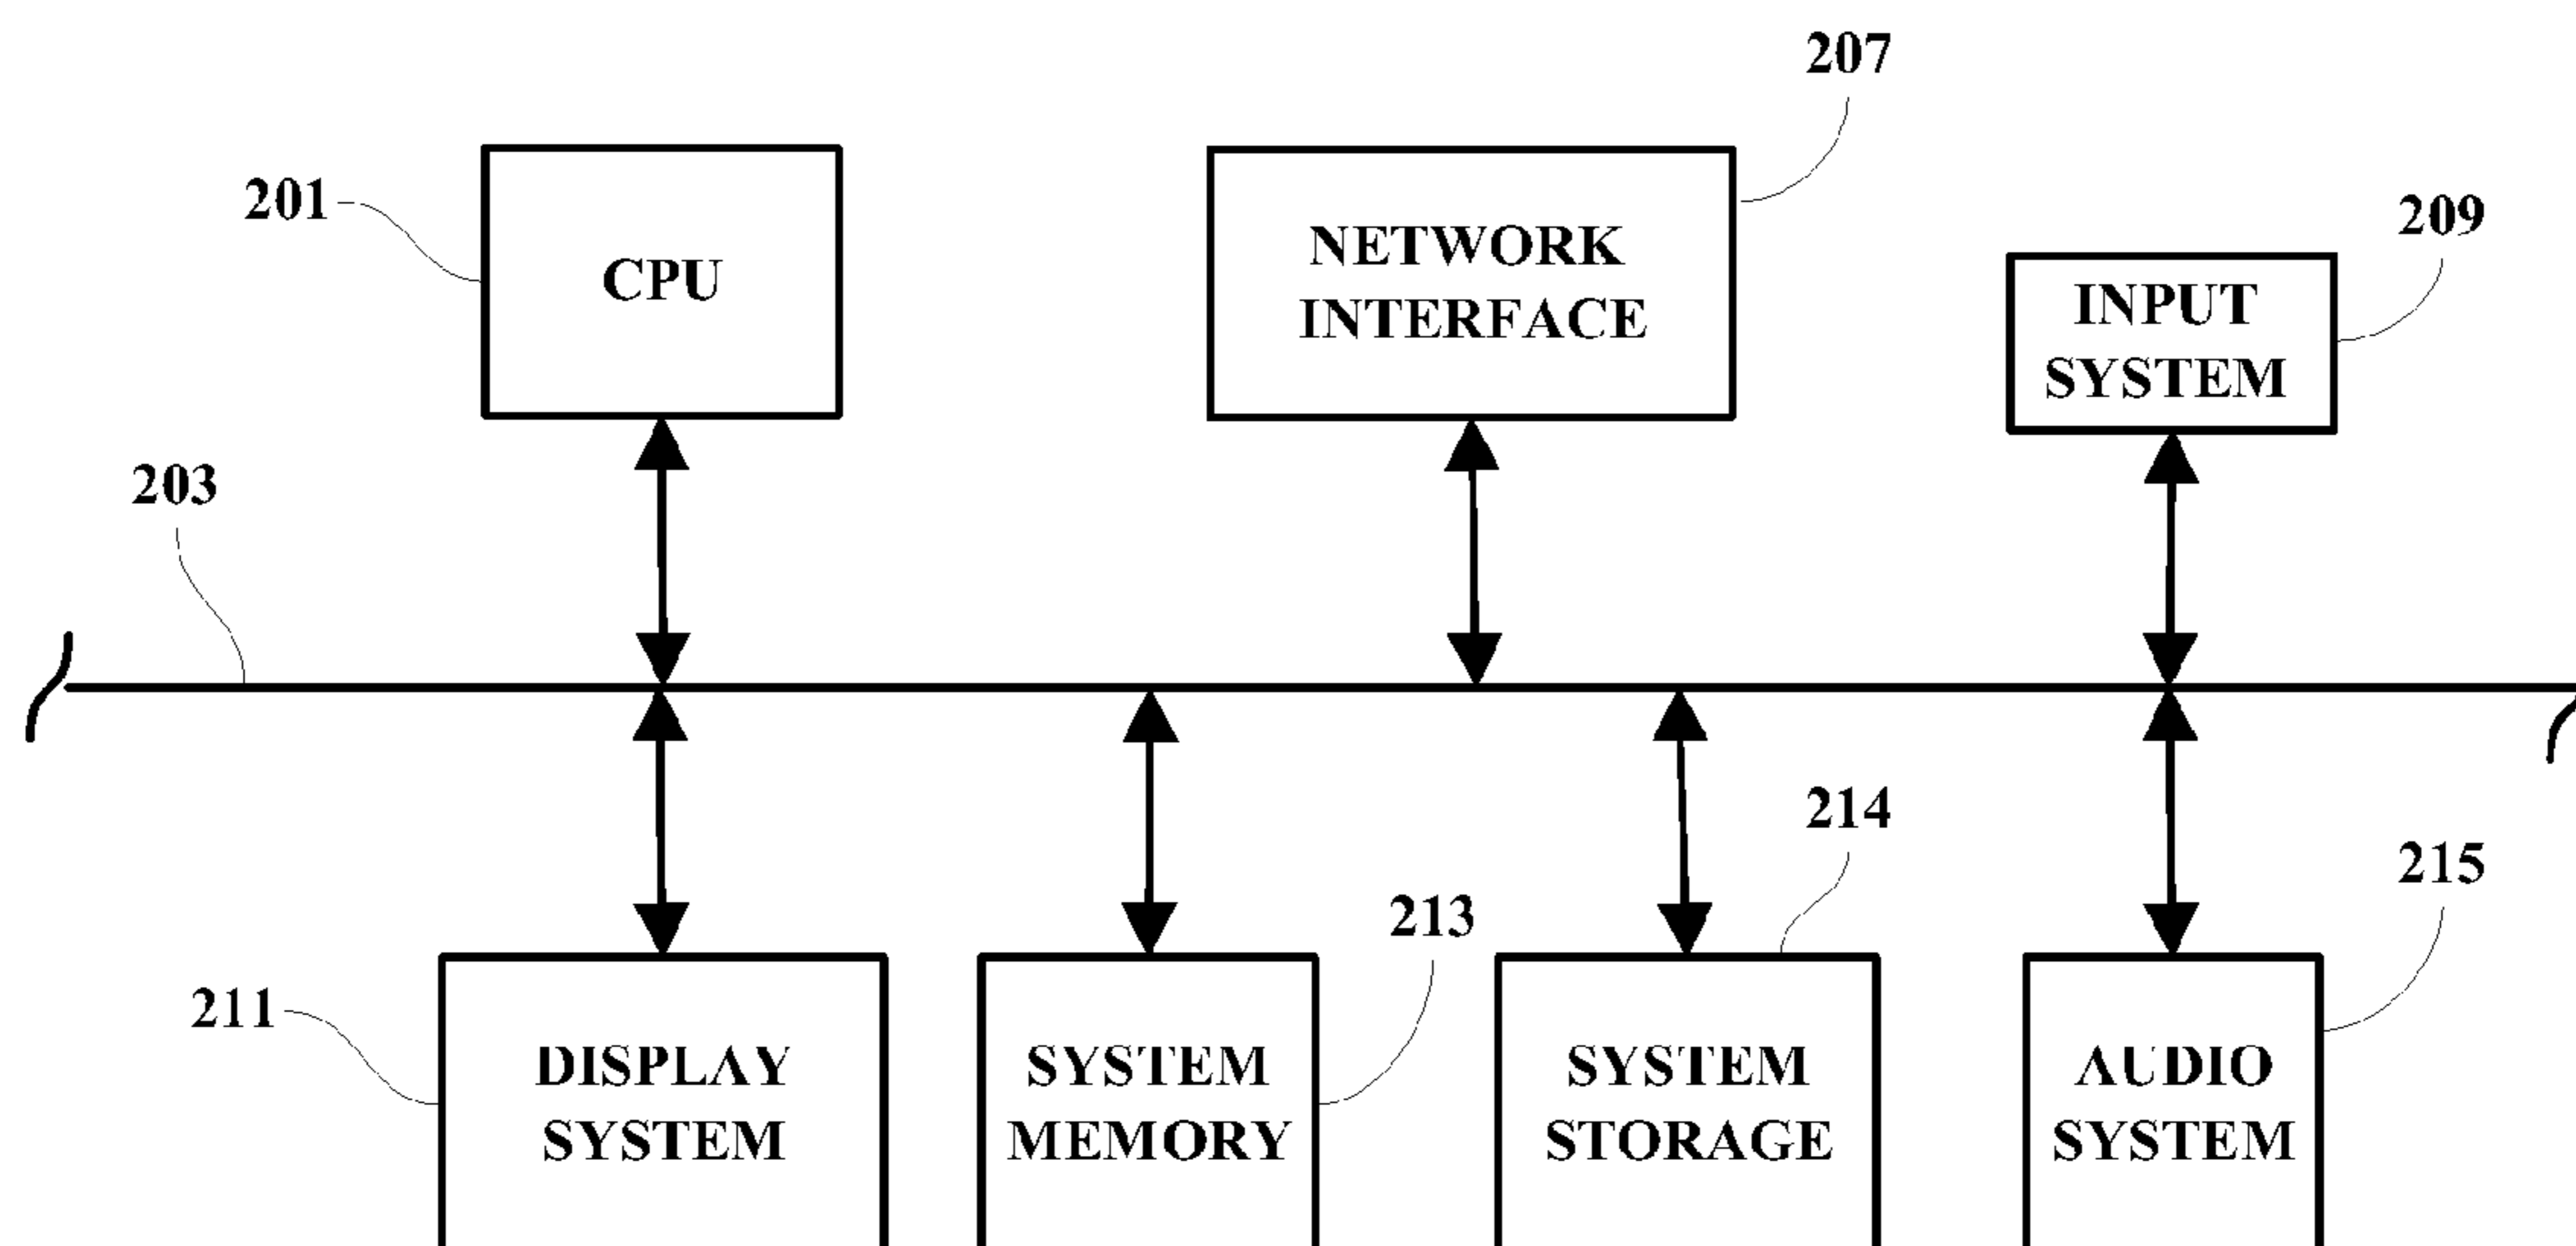 207
201
CPU
NETWORK
INTERFACE
209
INPUT
SYSTEM
203
214
215
213
211
DISPLAY
SYSTEM
SYSTEM
MEMORY
SYSTEM
STORAGE
AUDIO
SYSTEM